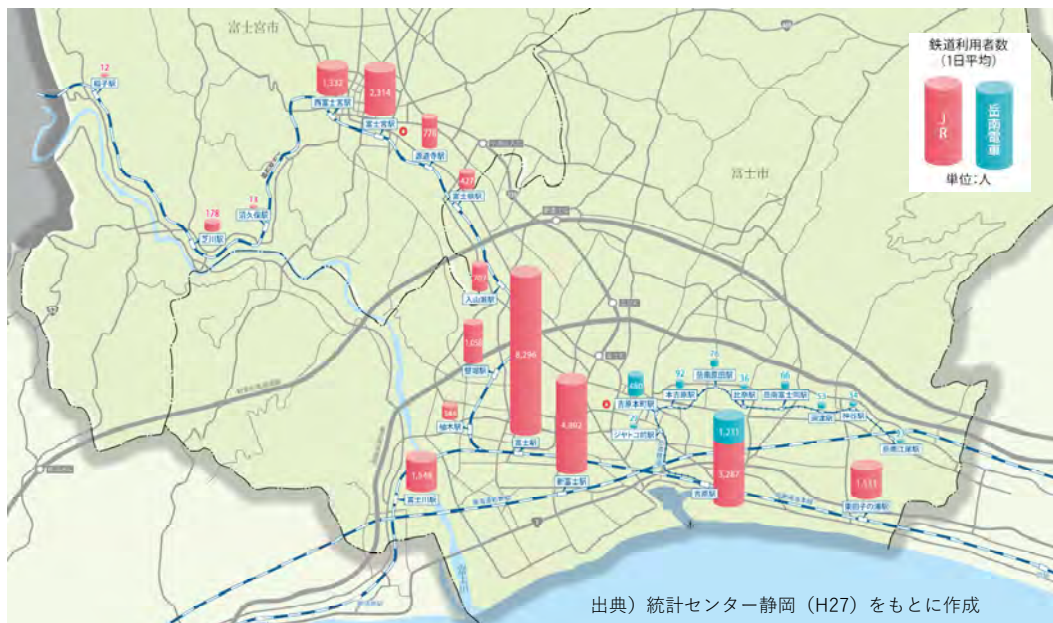 富士宮市
富士市
鉄道利用者数
(1日平均)
JR
岳南電車
単位:人
12
稲子駅
178
芝川駅
沼久保駅
1,332
西富士宮駅
2,314
富士宮駅
776
源道寺駅
427
富士根駅
入山瀬駅
1,058
竪堀駅
柚木駅
8,296
富士駅
4,802
新富士駅
1,548
富士川駅
480
吉原本町駅
ジヤトコ前駅
92
本吉原駅
76
岳南原田駅
36
比奈駅
66
岳南富士岡駅
53
須津駅
54
神谷駅
岳南江尾駅
1,211
3,287
吉原駅
東田子の浦駅
富士川
出典）統計センター静岡（H27）をもとに作成